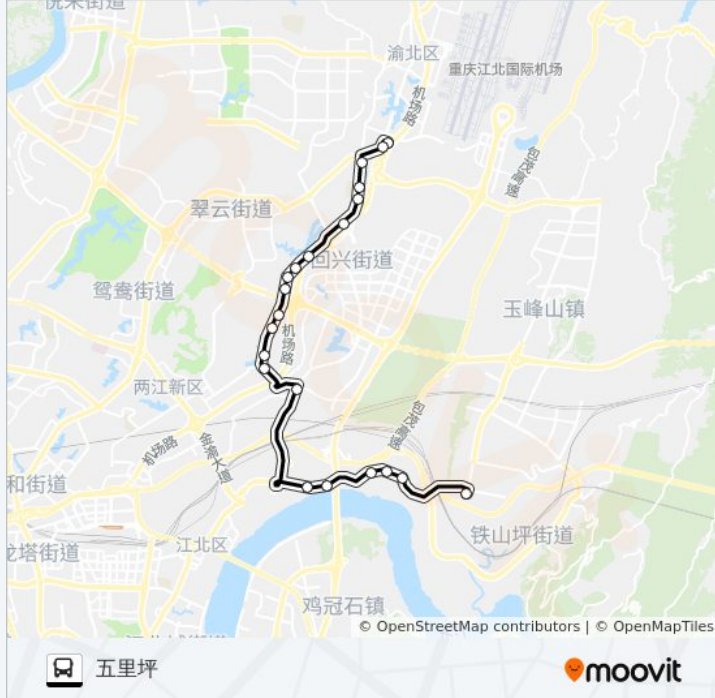 悦来街道
渝北区
重庆江北国际机场
机场路
包茂高速
翠云街道
回兴街道
鸳鸯街道
玉峰山镇
机场路
两江新区
包茂高速
机场路
金渝大道
和街道
铁山坪街道
龙塔街道
江北区
鸡冠石镇
© OpenStreetMap contributors | © OpenMapTiles
五里坪
moovit